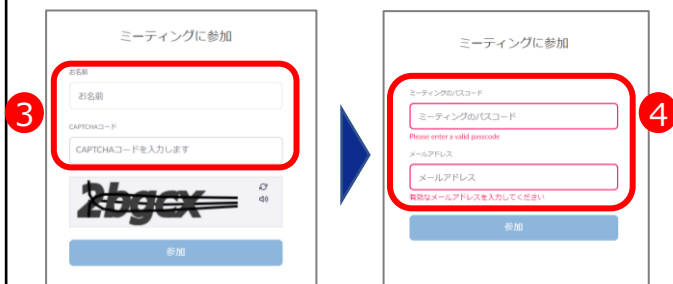 ミーティングに参加
お名前
お名前
CAPTCHAコード
CAPTCHAコードを入力します
2bgcx
参加
3
ミーティングに参加
ミーティングのパスコード
ミーティングのパスコード
Please enter a valid passcode
メールアドレス
メールアドレス
有効なメールアドレスを入力してください
参加
4